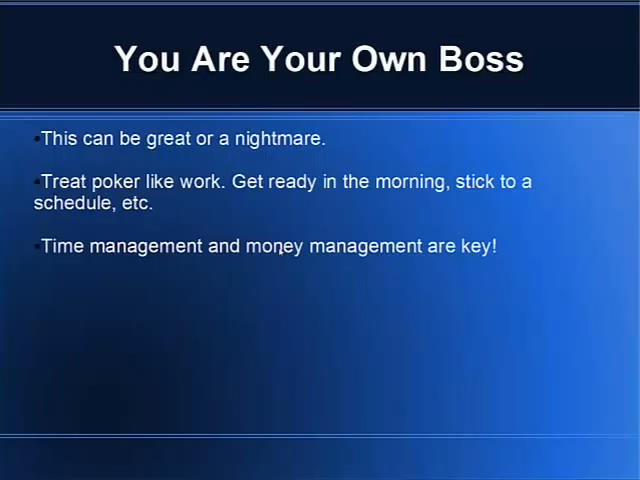 You Are Your Own Boss
•This can be great or a nightmare.
•Treat poker like work. Get ready in the morning, stick to a
schedule, etc.
•Time management and money management are key!